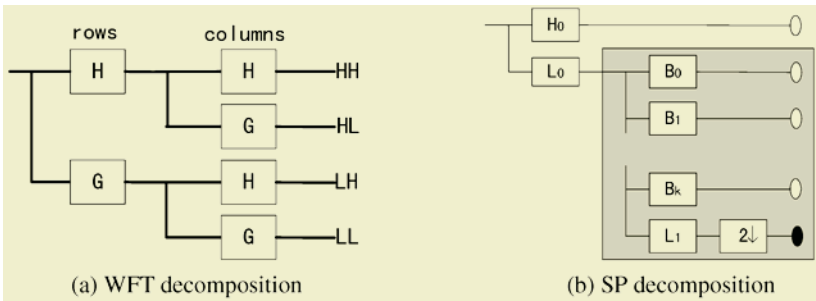 rows
columns
H
H
HH
G
HL
G
H
LH
G
LL
(a) WFT decomposition
H0
L0
B0
B1
Bk
L1
2↓
(b) SP decomposition